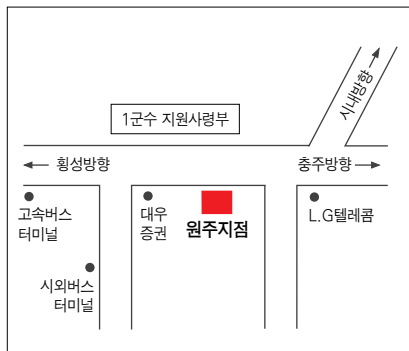 시내방향
1군수 지원사령부
횡성방향
충주방향
고속버스
터미널
대우
증권
원주지점
L.G텔레콤
시외버스
터미널